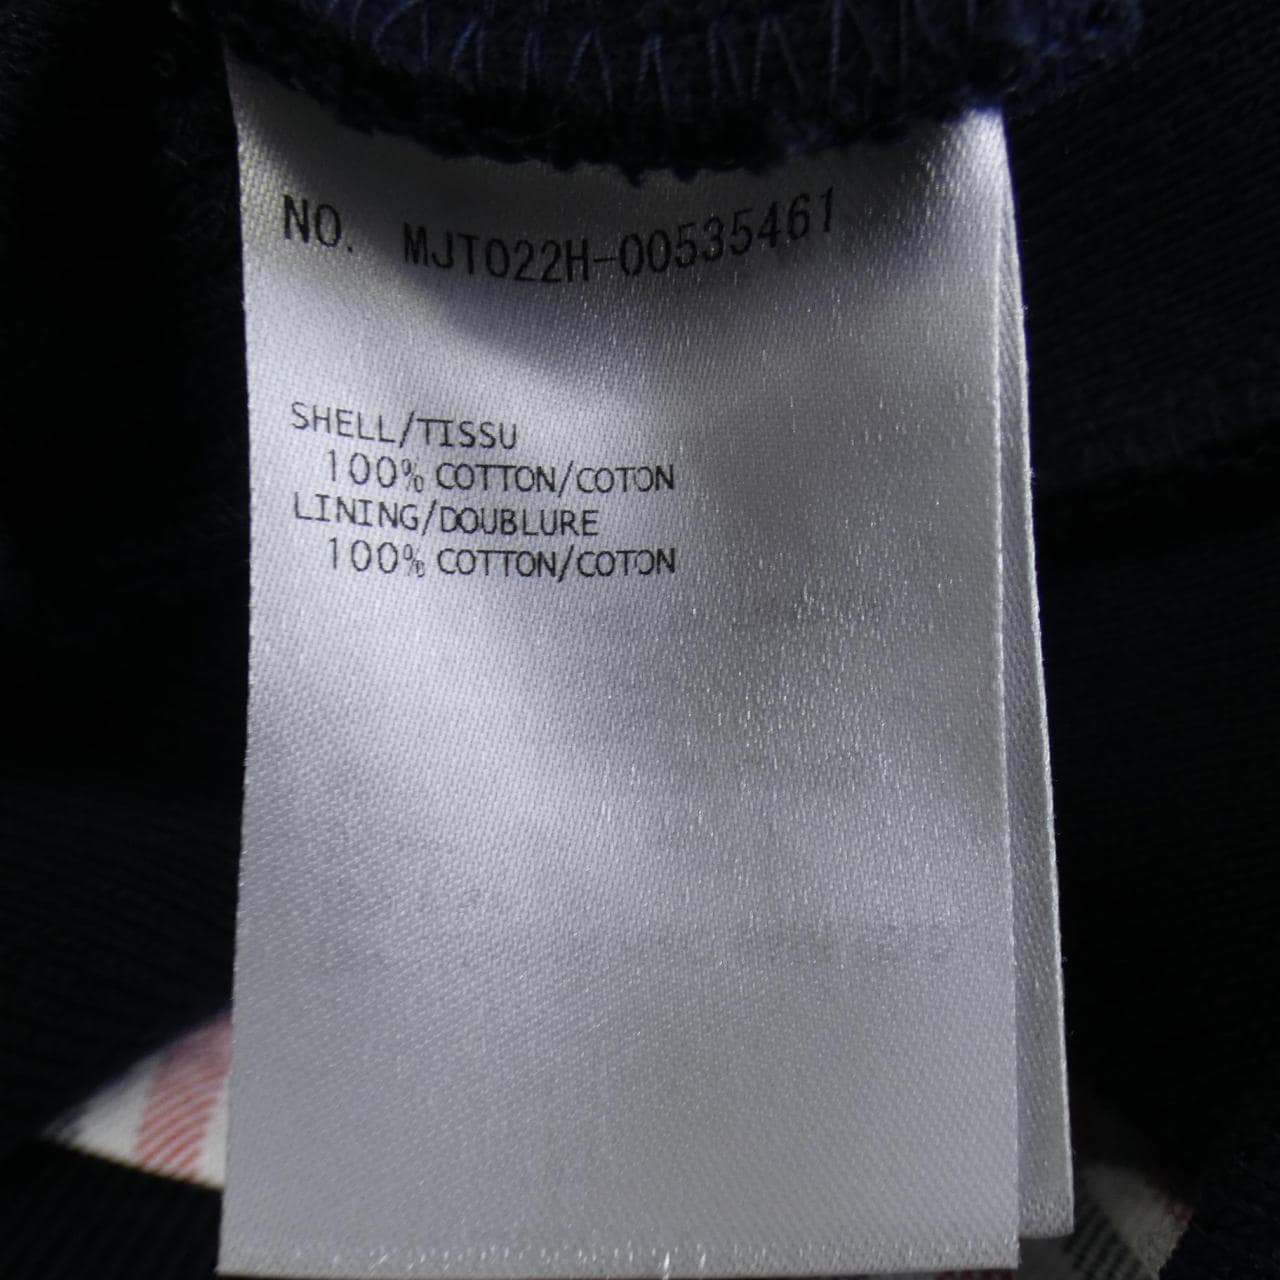 NO. MJT022H-00535461
SHELL/TISSU
100% COTTON/COTON
LINING/DOUBLURE
100% COTTON/COTON